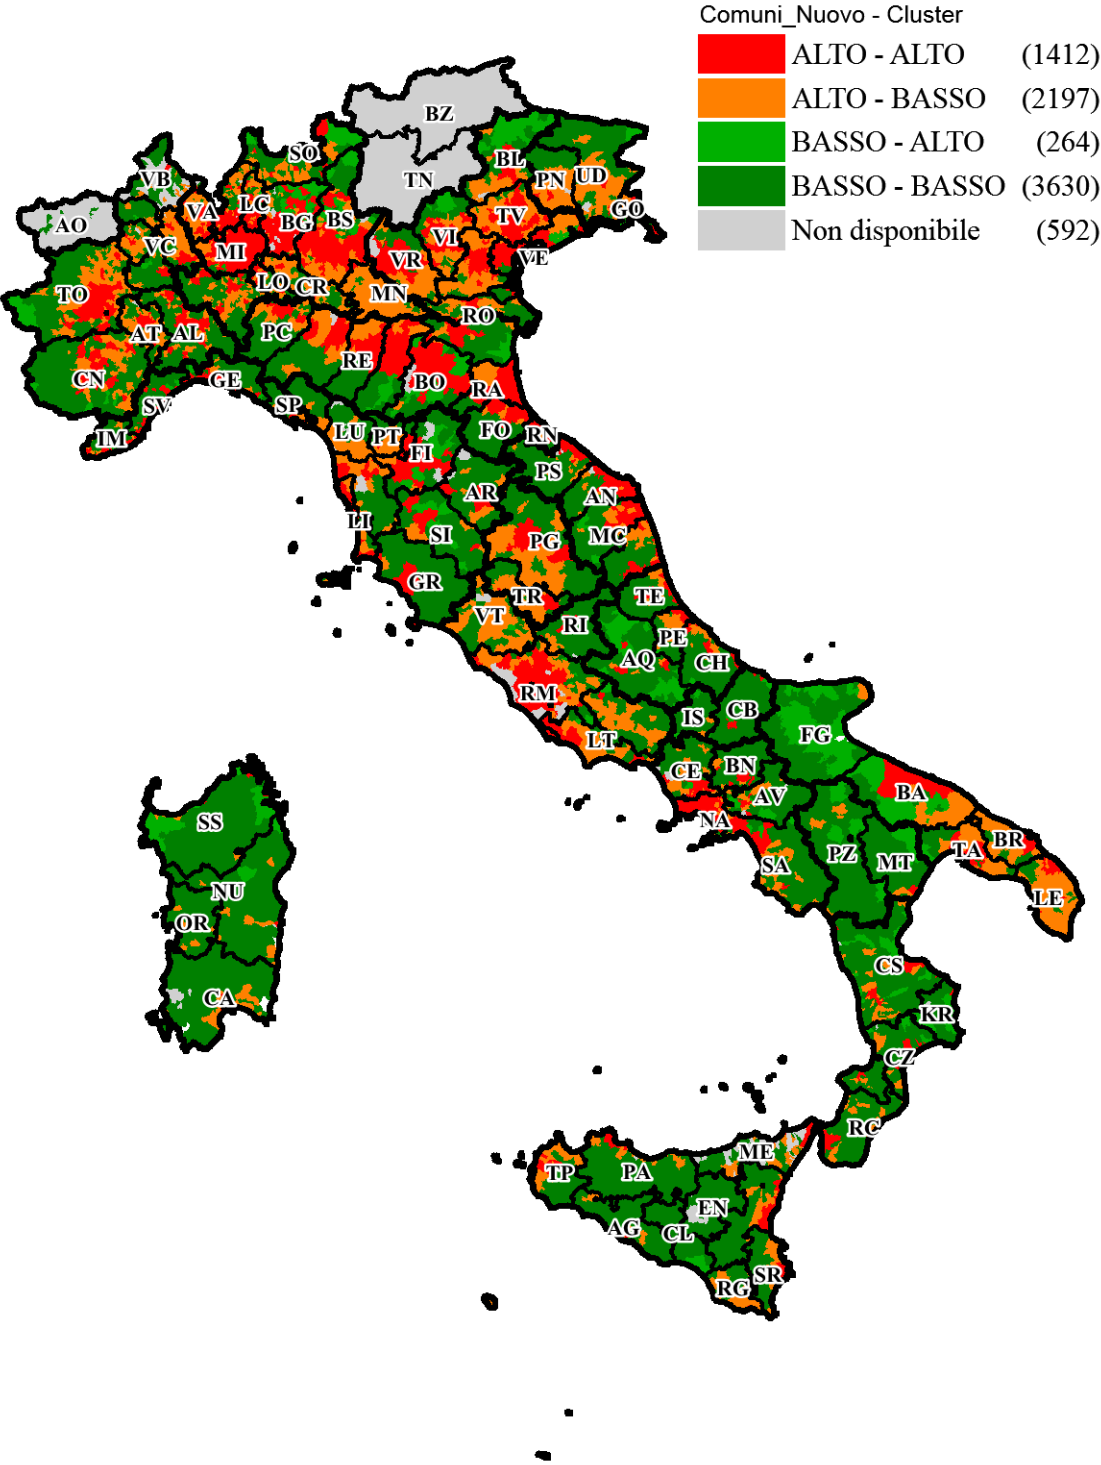 Comuni_Nuovo - Cluster
ALTO - ALTO (1412)
ALTO - BASSO (2197)
BASSO - ALTO (264)
BASSO - BASSO (3630)
Non disponibile (592)
BZ
SO
BL
VB
TN
PN
UD
LC
VA
BG
BS
TV
GO
AO
VC
MI
VI
VE
VR
TO
LO
CR
MN
RO
AT
AL
PC
RE
CN
GE
BO
RA
SV
SP
IM
LU
PT
FO
RN
FI
PS
AR
AN
LI
SI
MC
PG
GR
TR
TE
VT
RI
PE
AQ
CH
RM
IS
CB
LT
FG
CE
BN
BA
AV
NA
SS
SA
PZ
MT
TA
BR
NU
LE
OR
CS
CA
KR
CZ
RC
ME
TP
PA
EN
AG
CL
SR
RG